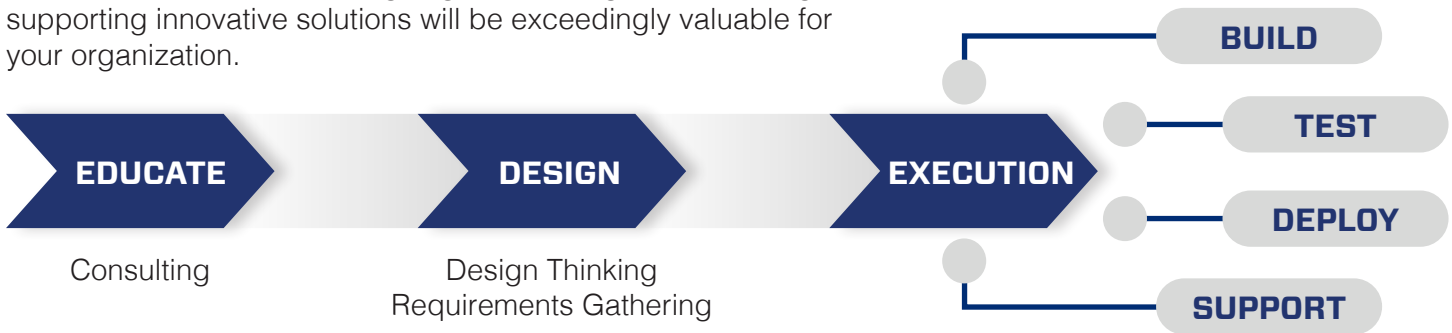 supporting innovative solutions will be exceedingly valuable for
your organization.
EDUCATE
DESIGN
EXECUTION
Consulting
Design Thinking
Requirements Gathering
BUILD
TEST
DEPLOY
SUPPORT